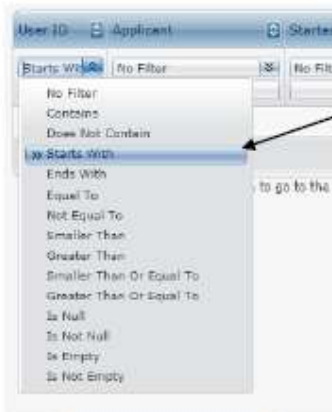 User ID Applicant Starte
Starts Wi No Filter No Filt
No Filter
Contains
Does Not Contain
Starts With
Ends With
Equal To
Not Equal To
Smaller Than
Greater Than
Smaller Than Or Equal To
Greater Than Or Equal To
Is Null
Is Not Null
Is Empty
Is Not Empty
, to go to the